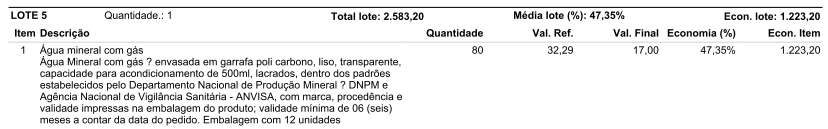 LOTE 5 Quantidade.: 1 Total lote: 2.583,20 Média lote (%): 47,35% Econ. lote: 1.223,20
Item Descrição Quantidade Val. Ref. Val. Final Economia (%) Econ. Item
1 Água mineral com gás 80 32,29 17,00 47,35% 1.223,20
Água Mineral com gás ? envasada em garrafa poli carbono, liso, transparente,
capacidade para acondicionamento de 500ml, lacrados, dentro dos padrões
estabelecidos pelo Departamento Nacional de Produção Mineral ? DNPM e
Agência Nacional de Vigilância Sanitária - ANVISA, com marca, procedência e
validade impressas na embalagem do produto; validade mínima de 06 (seis)
meses a contar da data do pedido. Embalagem com 12 unidades